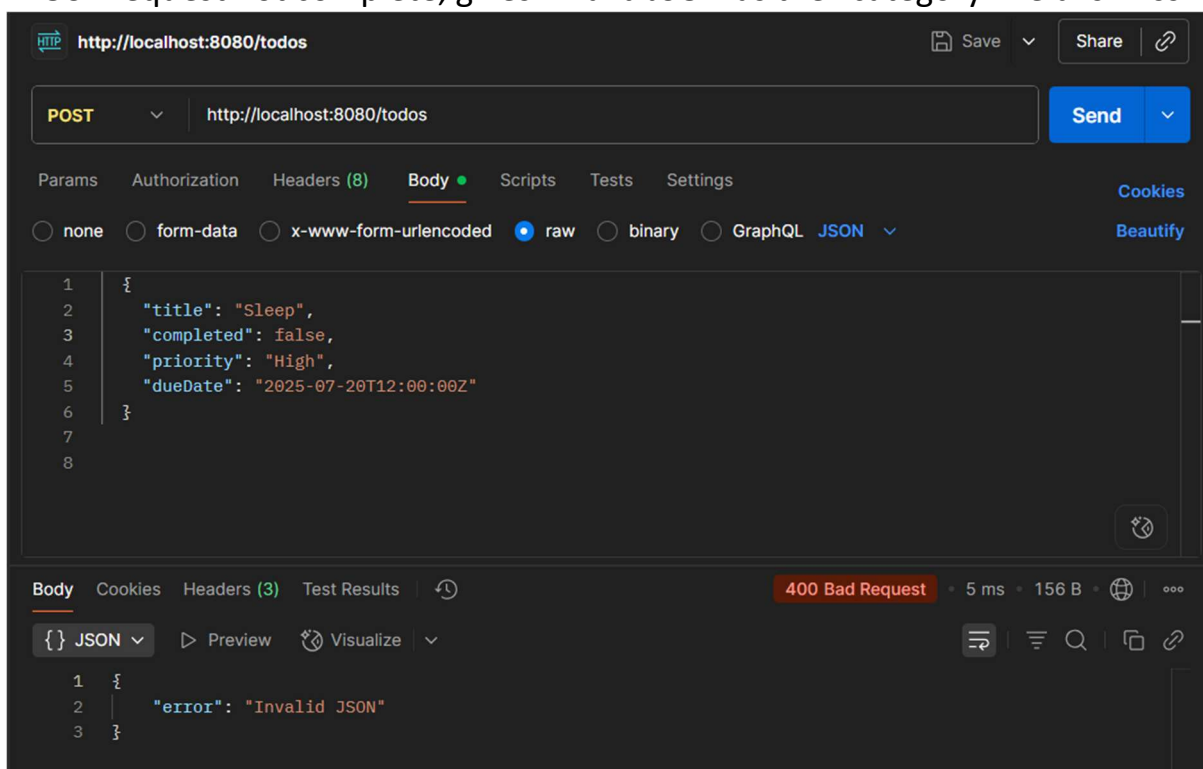 HTTP http://localhost:8080/todos Save Share
POST http://localhost:8080/todos Send
Params Authorization Headers (8) Body Scripts Tests Settings Cookies
none form-data x-www-form-urlencoded raw binary GraphQL JSON Beautify
1 {
2 "title": "Sleep",
3 "completed": false,
4 "priority": "High",
5 "dueDate": "2025-07-20T12:00:00Z"
6 }
7
8
Body Cookies Headers (3) Test Results 400 Bad Request 5 ms 156 B
{} JSON Preview Visualize
1 {
2 "error": "Invalid JSON"
3 }